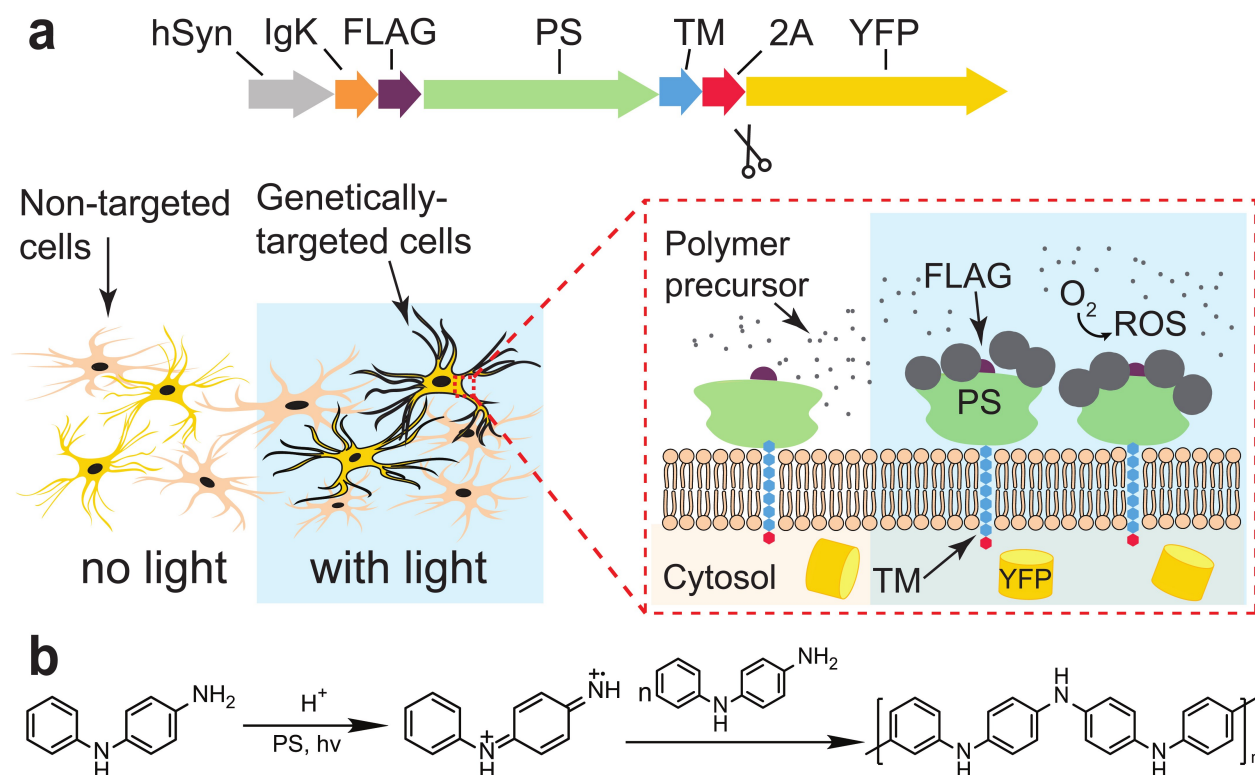 a
hSyn IgK FLAG PS TM 2A YFP
Non-targeted
cells
Genetically-
targeted cells
no light
with light
Polymer
precursor
FLAG
O2
ROS
PS
Cytosol
TM
YFP
b
NH2
N
H
H+
PS, hv
+•
NH
+
N
H
n
NH2
N
H
H
N
N
H
N
H
n